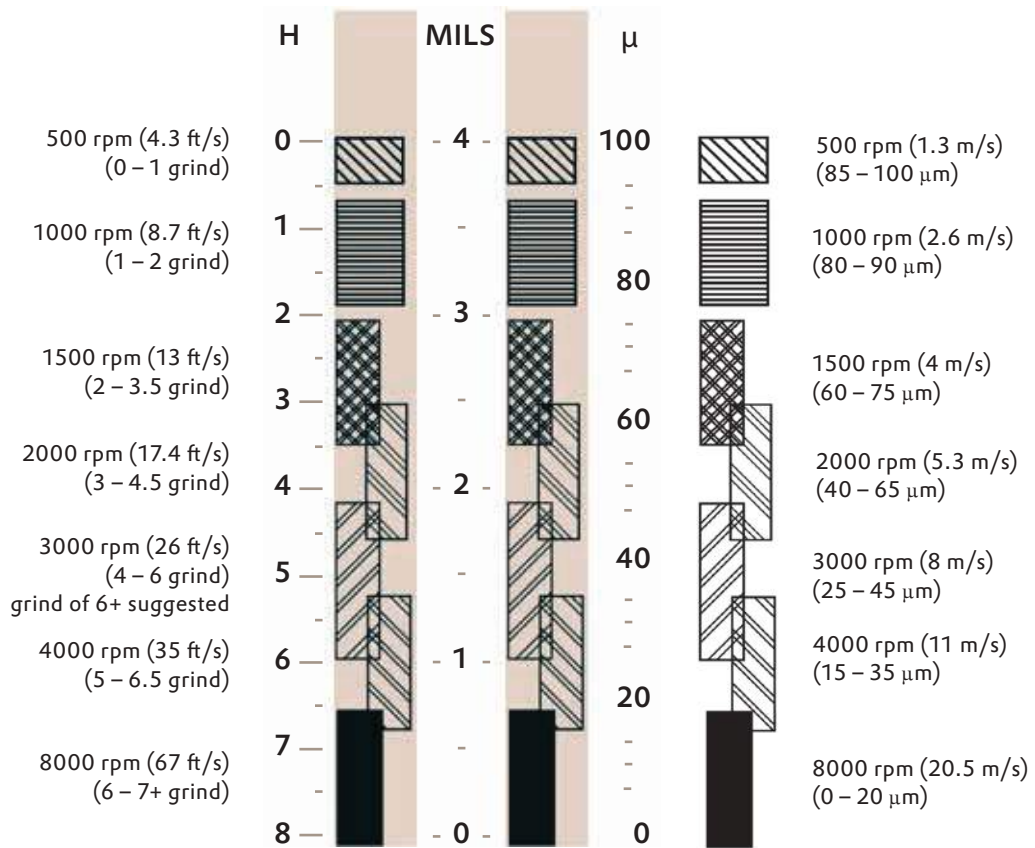 H MILS μ
500 rpm (4.3 ft/s)
(0 – 1 grind)
1000 rpm (8.7 ft/s)
(1 – 2 grind)
1500 rpm (13 ft/s)
(2 – 3.5 grind)
2000 rpm (17.4 ft/s)
(3 – 4.5 grind)
3000 rpm (26 ft/s)
(4 – 6 grind)
grind of 6+ suggested
4000 rpm (35 ft/s)
(5 – 6.5 grind)
8000 rpm (67 ft/s)
(6 – 7+ grind)
0
1
2
3
4
5
6
7
8
4
3
2
1
0
100
80
60
40
20
0
500 rpm (1.3 m/s)
(85 – 100 μm)
1000 rpm (2.6 m/s)
(80 – 90 μm)
1500 rpm (4 m/s)
(60 – 75 μm)
2000 rpm (5.3 m/s)
(40 – 65 μm)
3000 rpm (8 m/s)
(25 – 45 μm)
4000 rpm (11 m/s)
(15 – 35 μm)
8000 rpm (20.5 m/s)
(0 – 20 μm)